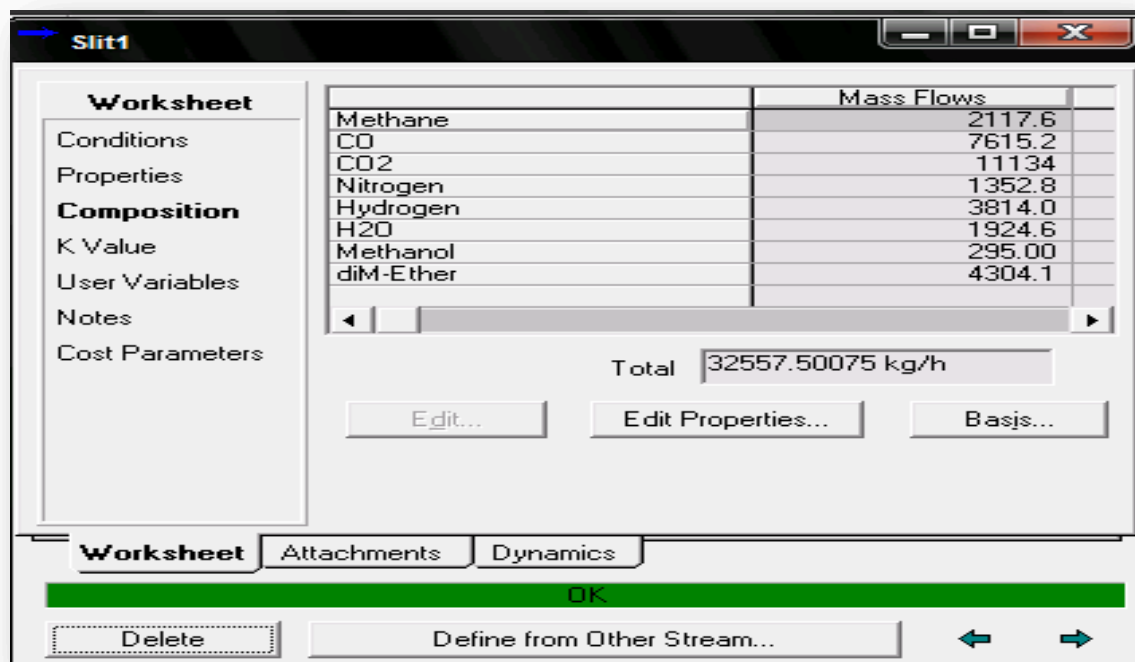 Slit1
Worksheet
Conditions
Properties
Composition
K Value
User Variables
Notes
Cost Parameters
Mass Flows
Methane 2117.6
CO 7615.2
CO2 11134
Nitrogen 1352.8
Hydrogen 3814.0
H2O 1924.6
Methanol 295.00
diM-Ether 4304.1
Total 32557.50075 kg/h
Edit... Edit Properties... Basis...
Worksheet Attachments Dynamics
OK
Delete Define from Other Stream...